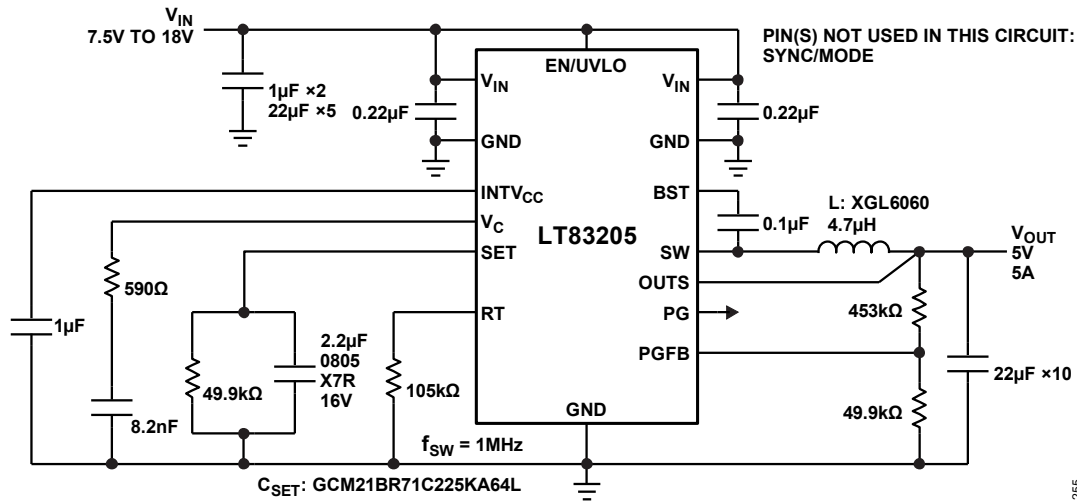 VIN
7.5V TO 18V
PIN(S) NOT USED IN THIS CIRCUIT:
SYNC/MODE
EN/UVLO
VIN
VIN
1µF ×2
22µF ×5
0.22µF
0.22µF
GND
GND
INTVCC
BST
VC
0.1µF
L: XGL6060
4.7µH
LT83205
SET
SW
VOUT
5V
5A
OUTS
590Ω
RT
PG
453kΩ
1µF
2.2µF
0805
X7R
16V
PGFB
49.9kΩ
105kΩ
22µF ×10
8.2nF
GND
49.9kΩ
fSW = 1MHz
CSET: GCM21BR71C225KA64L
255